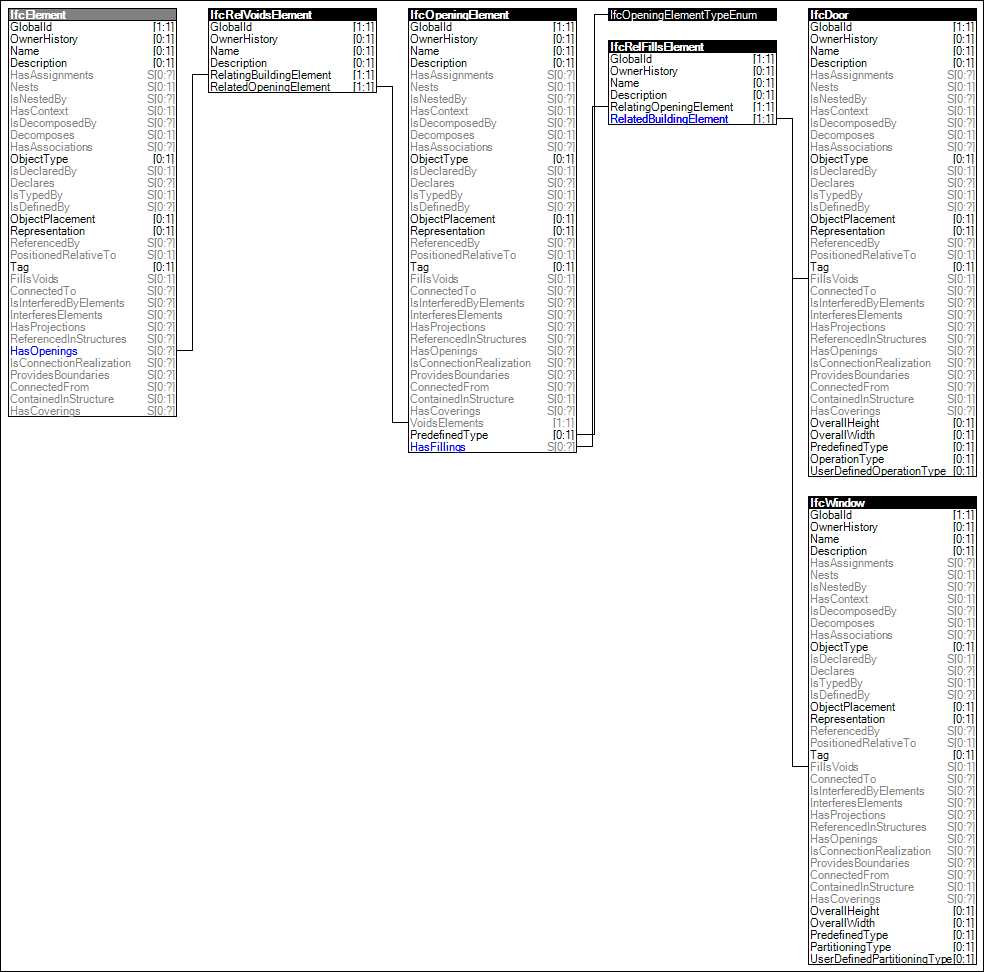 IfcElement
GlobalId [1:1]
OwnerHistory [0:1]
Name [0:1]
Description [0:1]
HasAssignments S[0:?]
Nests S[0:1]
IsNestedBy S[0:?]
HasContext S[0:1]
IsDecomposedBy S[0:?]
Decomposes S[0:1]
HasAssociations S[0:?]
ObjectType [0:1]
IsDeclaredBy S[0:1]
Declares S[0:?]
IsTypedBy S[0:1]
IsDefinedBy S[0:?]
ObjectPlacement [0:1]
Representation [0:1]
ReferencedBy S[0:?]
PositionedRelativeTo S[0:1]
Tag [0:1]
FillsVoids S[0:1]
ConnectedTo S[0:?]
IsInterferedByElements S[0:?]
InterferesElements S[0:?]
HasProjections S[0:?]
ReferencedInStructures S[0:?]
HasOpenings S[0:?]
IsConnectionRealization S[0:?]
ProvidesBoundaries S[0:?]
ConnectedFrom S[0:?]
ContainedInStructure S[0:1]
HasCoverings S[0:?]
IfcRelVoidsElement
GlobalId [1:1]
OwnerHistory [0:1]
Name [0:1]
Description [0:1]
RelatingBuildingElement [1:1]
RelatedOpeningElement [1:1]
IfcOpeningElement
GlobalId [1:1]
OwnerHistory [0:1]
Name [0:1]
Description [0:1]
HasAssignments S[0:?]
Nests S[0:1]
IsNestedBy S[0:?]
HasContext S[0:1]
IsDecomposedBy S[0:?]
Decomposes S[0:1]
HasAssociations S[0:?]
ObjectType [0:1]
IsDeclaredBy S[0:1]
Declares S[0:?]
IsTypedBy S[0:1]
IsDefinedBy S[0:?]
ObjectPlacement [0:1]
Representation [0:1]
ReferencedBy S[0:?]
PositionedRelativeTo S[0:1]
Tag [0:1]
FillsVoids S[0:1]
ConnectedTo S[0:?]
IsInterferedByElements S[0:?]
InterferesElements S[0:?]
HasProjections S[0:?]
ReferencedInStructures S[0:?]
HasOpenings S[0:?]
IsConnectionRealization S[0:?]
ProvidesBoundaries S[0:?]
ConnectedFrom S[0:?]
ContainedInStructure S[0:1]
HasCoverings S[0:?]
VoidsElements [1:1]
PredefinedType [0:1]
HasFillings S[0:?]
IfcOpeningElementTypeEnum
IfcRelFillsElement
GlobalId [1:1]
OwnerHistory [0:1]
Name [0:1]
Description [0:1]
RelatingOpeningElement [1:1]
RelatedBuildingElement [1:1]
IfcDoor
GlobalId [1:1]
OwnerHistory [0:1]
Name [0:1]
Description [0:1]
HasAssignments S[0:?]
Nests S[0:1]
IsNestedBy S[0:?]
HasContext S[0:1]
IsDecomposedBy S[0:?]
Decomposes S[0:1]
HasAssociations S[0:?]
ObjectType [0:1]
IsDeclaredBy S[0:1]
Declares S[0:?]
IsTypedBy S[0:1]
IsDefinedBy S[0:?]
ObjectPlacement [0:1]
Representation [0:1]
ReferencedBy S[0:?]
PositionedRelativeTo S[0:1]
Tag [0:1]
FillsVoids S[0:1]
ConnectedTo S[0:?]
IsInterferedByElements S[0:?]
InterferesElements S[0:?]
HasProjections S[0:?]
ReferencedInStructures S[0:?]
HasOpenings S[0:?]
IsConnectionRealization S[0:?]
ProvidesBoundaries S[0:?]
ConnectedFrom S[0:?]
ContainedInStructure S[0:1]
HasCoverings S[0:?]
OverallHeight [0:1]
OverallWidth [0:1]
PredefinedType [0:1]
OperationType [0:1]
UserDefinedOperationType [0:1]
IfcWindow
GlobalId [1:1]
OwnerHistory [0:1]
Name [0:1]
Description [0:1]
HasAssignments S[0:?]
Nests S[0:1]
IsNestedBy S[0:?]
HasContext S[0:1]
IsDecomposedBy S[0:?]
Decomposes S[0:1]
HasAssociations S[0:?]
ObjectType [0:1]
IsDeclaredBy S[0:1]
Declares S[0:?]
IsTypedBy S[0:1]
IsDefinedBy S[0:?]
ObjectPlacement [0:1]
Representation [0:1]
ReferencedBy S[0:?]
PositionedRelativeTo S[0:1]
Tag [0:1]
FillsVoids S[0:1]
ConnectedTo S[0:?]
IsInterferedByElements S[0:?]
InterferesElements S[0:?]
HasProjections S[0:?]
ReferencedInStructures S[0:?]
HasOpenings S[0:?]
IsConnectionRealization S[0:?]
ProvidesBoundaries S[0:?]
ConnectedFrom S[0:?]
ContainedInStructure S[0:1]
HasCoverings S[0:?]
OverallHeight [0:1]
OverallWidth [0:1]
PredefinedType [0:1]
PartitioningType [0:1]
UserDefinedPartitioningType [0:1]